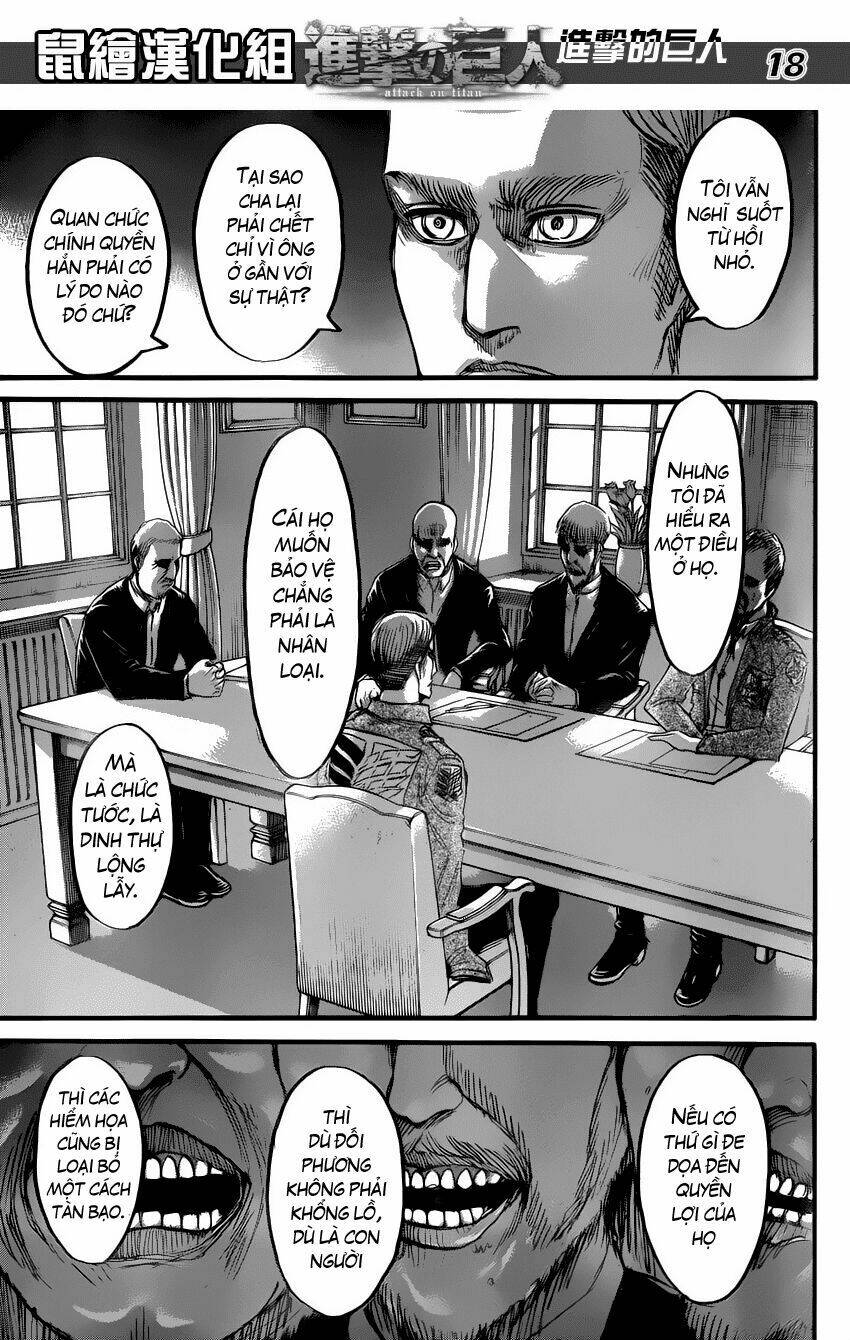 鼠繪漢化組
進撃の巨人
attack on titan
進擊的巨人
18
TÔI VẪN
NGHĨ SUỐT
TỪ HỒI
NHỎ.
TẠI SAO
CHA LẠI
PHẢI CHẾT
CHỈ VÌ ÔNG
Ở GẦN VỚI
SỰ THẬT?
QUAN CHỨC
CHÍNH QUYỀN
HẲN PHẢI CÓ
LÝ DO NÀO
ĐÓ CHỨ?
NHƯNG
TÔI ĐÃ
HIỂU RA
MỘT ĐIỀU
Ở HỌ.
CÁI HỌ
MUỐN
BẢO VỆ
CHẲNG
PHẢI LÀ
NHÂN
LOẠI.
MÀ
LÀ CHỨC
TƯỚC, LÀ
DINH THỰ
LỘNG
LẪY.
NẾU CÓ
THỨ GÌ ĐE
DỌA ĐẾN
QUYỀN
LỢI CỦA
HỌ
THÌ
DÙ ĐỐI
PHƯƠNG
KHÔNG PHẢI
KHỔNG LỒ,
DÙ LÀ CON
NGƯỜI
THÌ CÁC
HIỂM HỌA
CŨNG BỊ
LOẠI BỎ
MỘT CÁCH
TÀN BẠO.